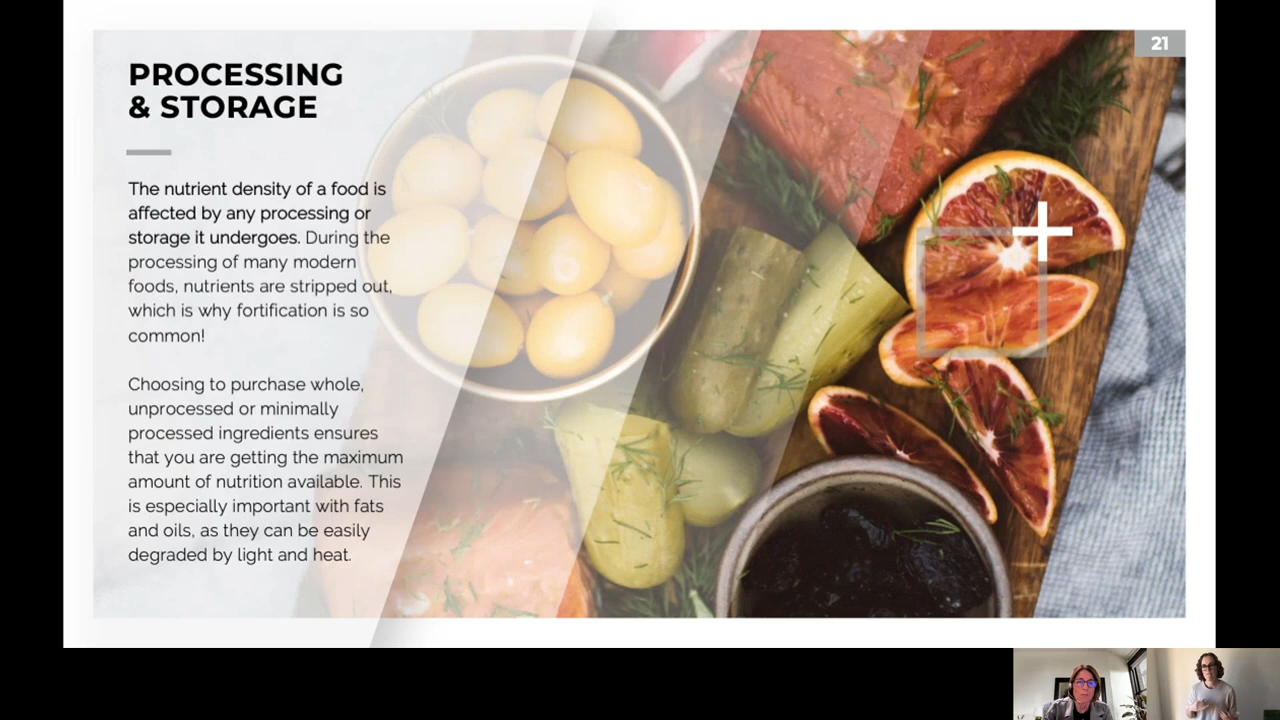 21
PROCESSING
& STORAGE
The nutrient density of a food is
affected by any processing or
storage it undergoes. During the
processing of many modern
foods, nutrients are stripped out,
which is why fortification is so
common!
Choosing to purchase whole,
unprocessed or minimally
processed ingredients ensures
that you are getting the maximum
amount of nutrition available. This
is especially important with fats
and oils, as they can be easily
degraded by light and heat.